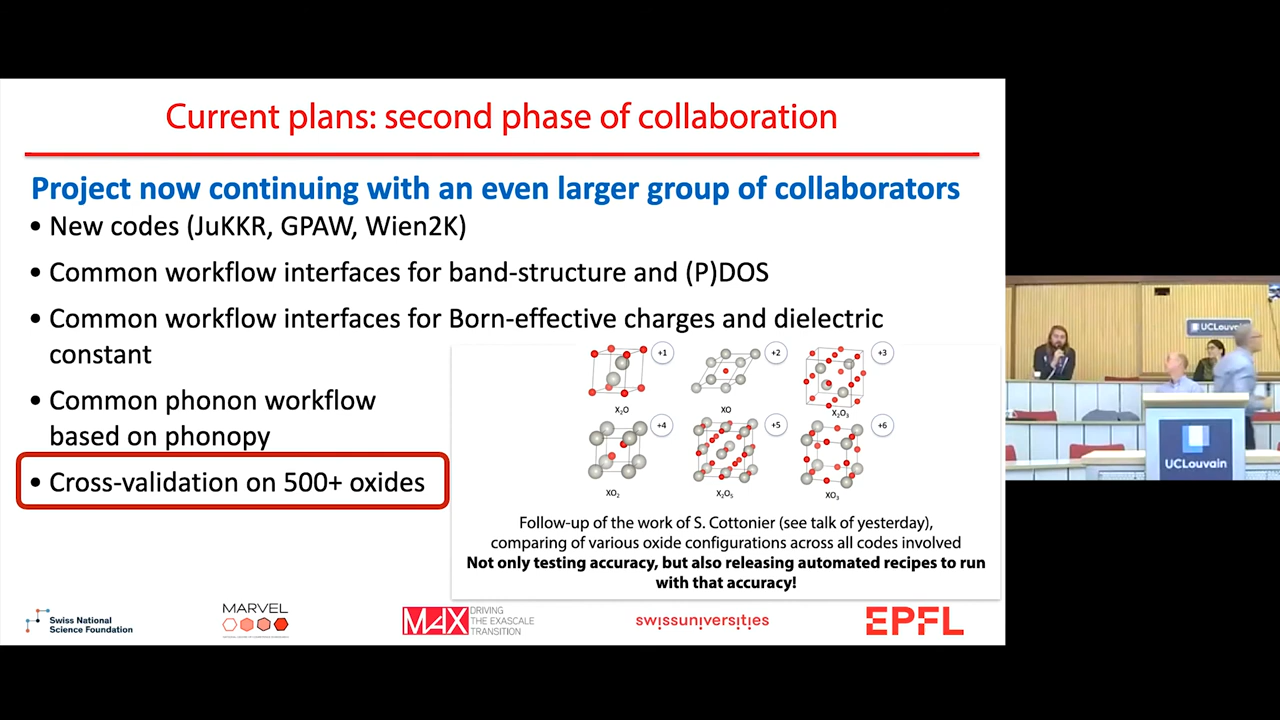 Current plans: second phase of collaboration
Project now continuing with an even larger group of collaborators
• New codes (JuKKR, GPAW, Wien2K)
• Common workflow interfaces for band-structure and (P)DOS
• Common workflow interfaces for Born-effective charges and dielectric
constant
• Common phonon workflow
based on phonopy
• Cross-validation on 500+ oxides
+1
+2
+3
X₂O
XO
X₂O₃
+4
+5
+6
XO₂
X₂O₅
XO₃
Follow-up of the work of S. Cottonier (see talk of yesterday),
comparing of various oxide configurations across all codes involved
Not only testing accuracy, but also releasing automated recipes to run
with that accuracy!
Swiss National
Science Foundation
MARVEL
MAX
DRIVING
THE EXASCALE
TRANSITION
swissuniversities
EPFL
UCLouvain
UCLouvain